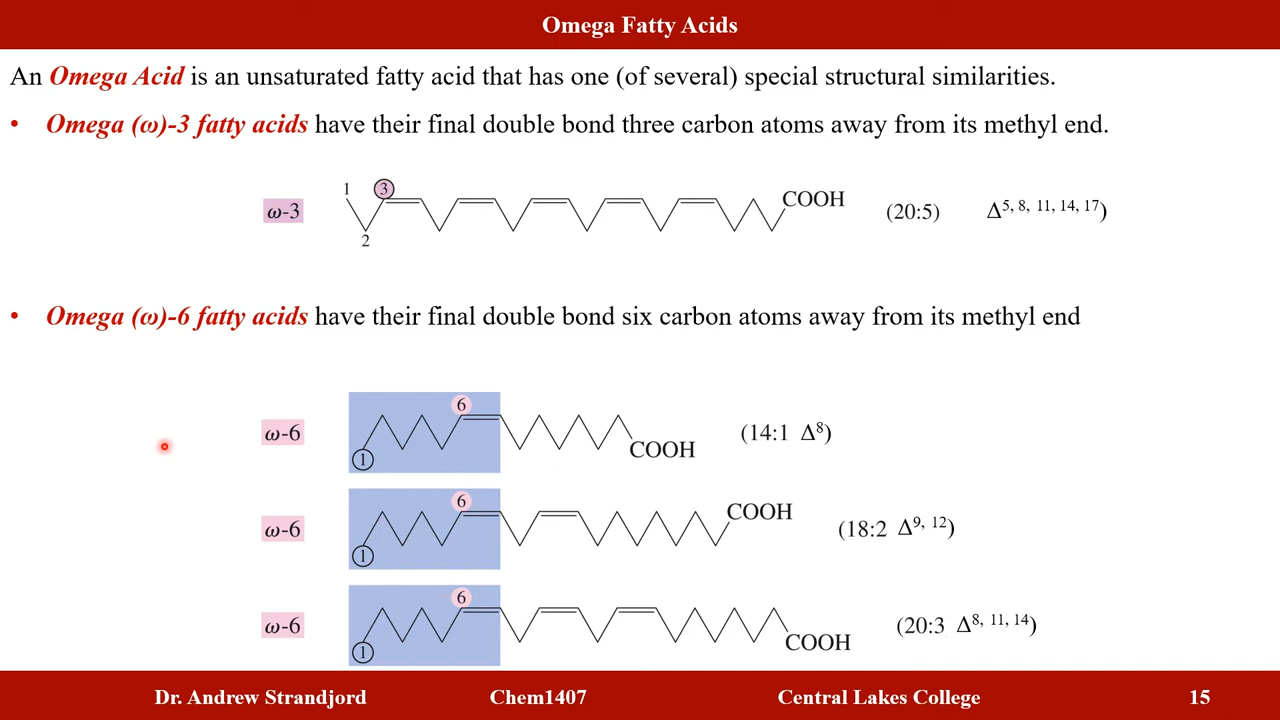 Omega Fatty Acids
An Omega Acid is an unsaturated fatty acid that has one (of several) special structural similarities.
• Omega (ω)-3 fatty acids have their final double bond three carbon atoms away from its methyl end.
1 3
ω-3 COOH (20:5) Δ5, 8, 11, 14, 17)
2
• Omega (ω)-6 fatty acids have their final double bond six carbon atoms away from its methyl end
6
ω-6 (14:1 Δ8)
1 COOH
6 COOH
ω-6 (18:2 Δ9, 12)
1
6
ω-6 (20:3 Δ8, 11, 14)
1 COOH
Dr. Andrew Strandjord Chem1407 Central Lakes College 15